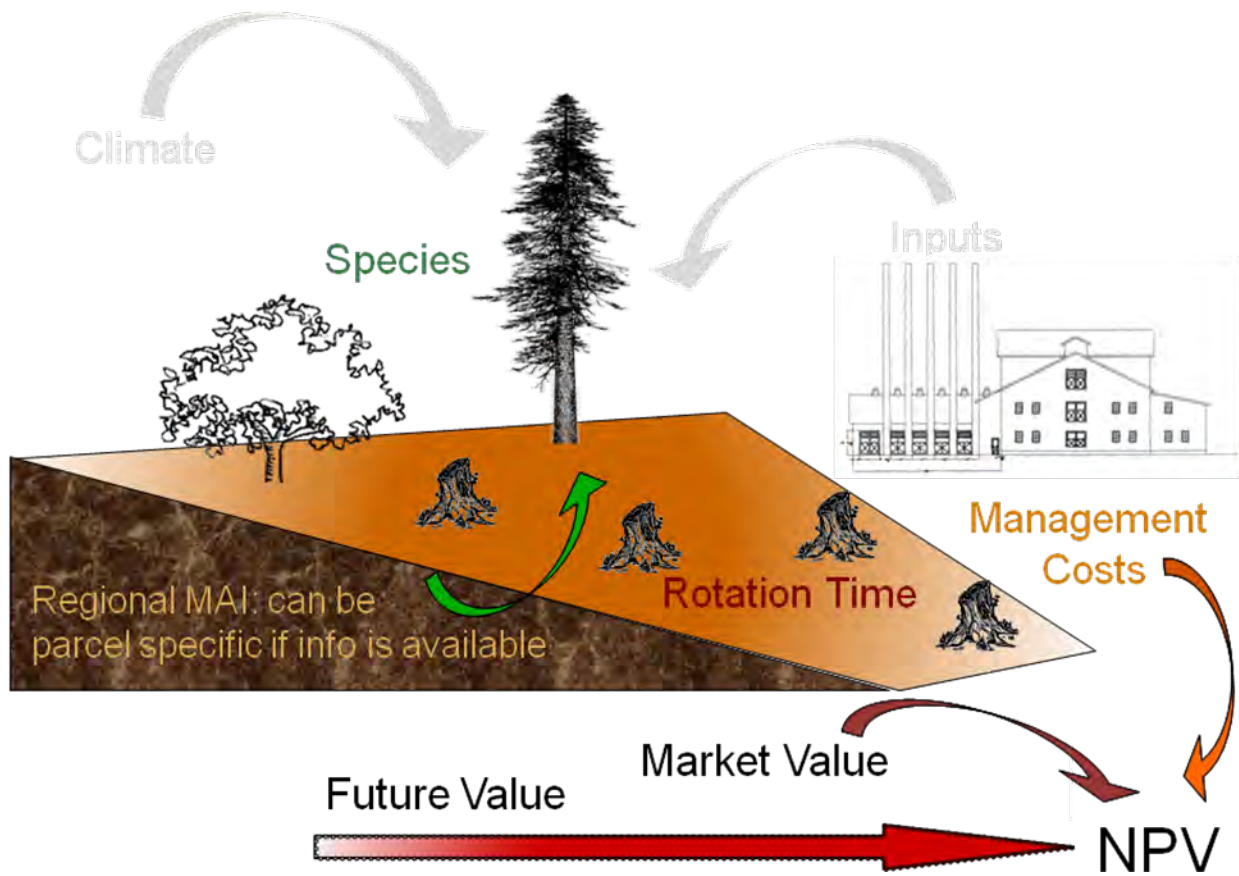 Climate
Inputs
Species
Management
Costs
Rotation Time
Regional MAI: can be
parcel specific if info is available
Market Value
Future Value
NPV